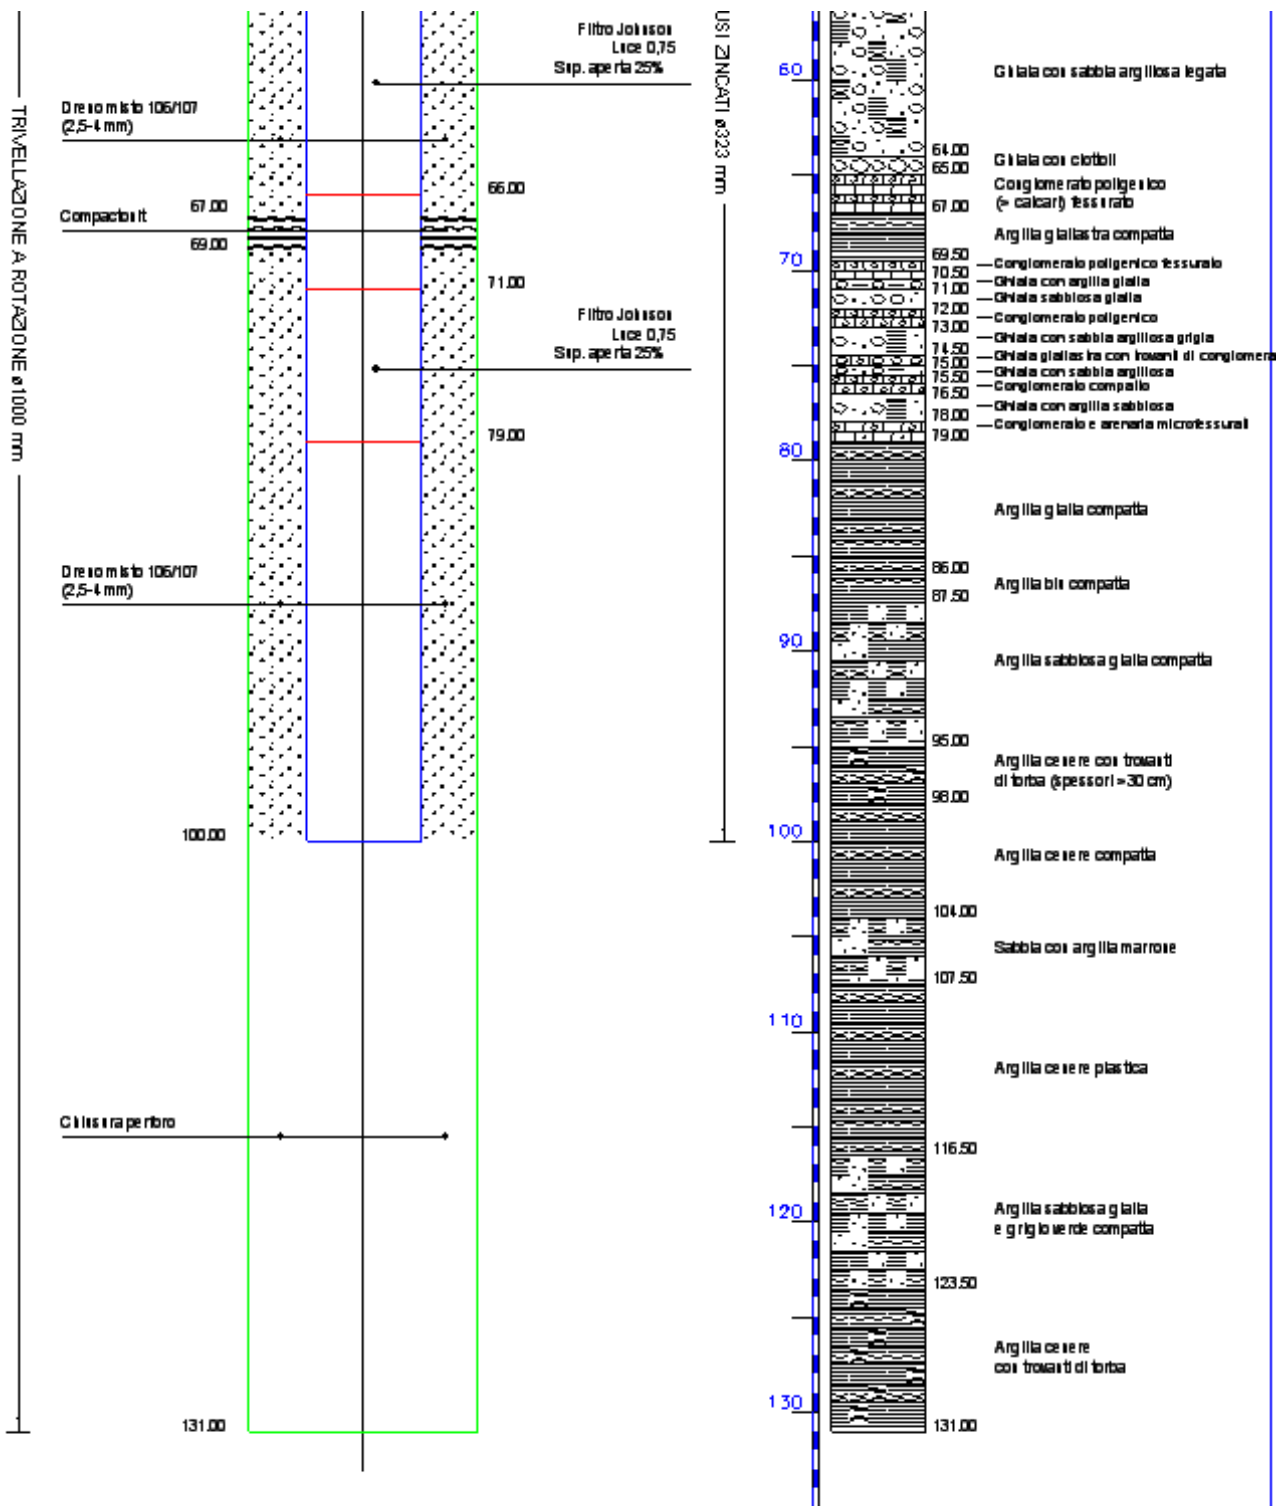 TRIVELLAZIONE A ROTAZIONE ø1000 mm
Filtro Johnson
Luce 0,75
Sup. aperta 25%
Dreno misto 106/107
(2,5-4 mm)
66.00
67.00
Compactonit
69.00
71.00
Filtro Johnson
Luce 0,75
Sup. aperta 25%
79.00
Dreno misto 106/107
(2,5-4 mm)
100.00
Chiusura perforo
131.00
USI ZINCATI ø323 mm
60
70
80
90
100
110
120
130
Ghiaia con sabbia argillosa legata
64.00
Ghiaia con ciottoli
65.00
Conglomerato poligenico
(> calcari) fessurato
67.00
Argilla giallastra compatta
69.50
Conglomerato poligenico fessurato
70.50
Ghiaia con argilla gialla
71.00
Ghiaia sabbiosa gialla
72.00
Conglomerato poligenico
73.00
Ghiaia con sabbia argillosa grigia
74.50
Ghiaia giallastra con trovanti di conglomera
75.00
Ghiaia con sabbia argillosa
75.50
Conglomerato compatto
76.50
Ghiaia con argilla sabbiosa
78.00
Conglomerato e arenaria microfessurati
79.00
Argilla gialla compatta
86.00
Argilla blu compatta
87.50
Argilla sabbiosa gialla compatta
95.00
Argilla cenere con trovanti
di torba (spessori >30 cm)
98.00
Argilla cenere compatta
104.00
Sabbia con argilla marrone
107.50
Argilla cenere plastica
116.50
Argilla sabbiosa gialla
e grigioverde compatta
123.50
Argilla cenere
con trovanti di torba
131.00